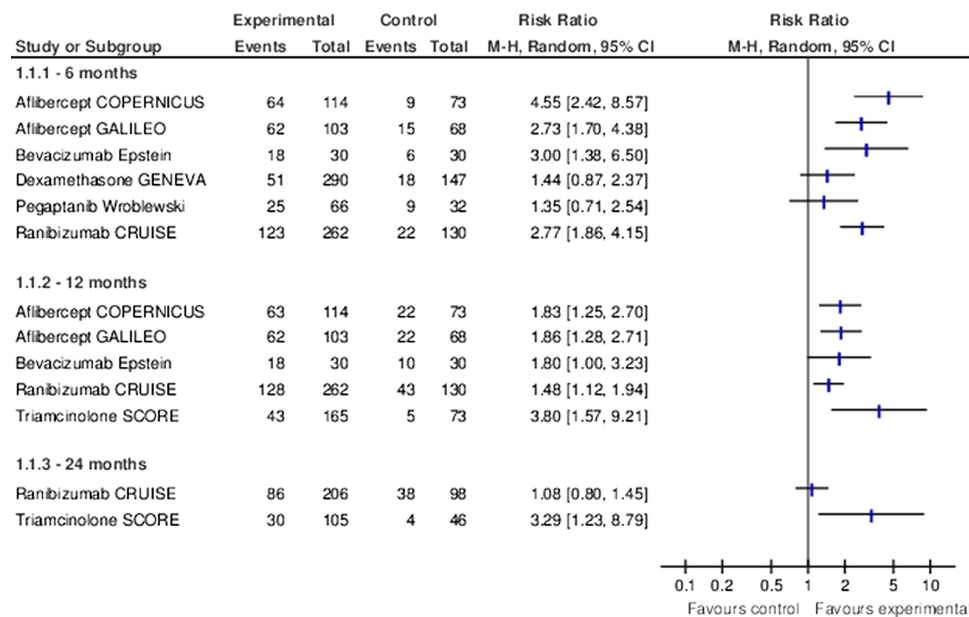 Experimental Control Risk Ratio Risk Ratio
Study or Subgroup Events Total Events Total M-H, Random, 95% CI M-H, Random, 95% CI
1.1.1 - 6 months
Aflibercept COPERNICUS 64 114 9 73 4.55 [2.42, 8.57]
Aflibercept GALILEO 62 103 15 68 2.73 [1.70, 4.38]
Bevacizumab Epstein 18 30 6 30 3.00 [1.38, 6.50]
Dexamethasone GENEVA 51 290 18 147 1.44 [0.87, 2.37]
Pegaptanib Wroblewski 25 66 9 32 1.35 [0.71, 2.54]
Ranibizumab CRUISE 123 262 22 130 2.77 [1.86, 4.15]
1.1.2 - 12 months
Aflibercept COPERNICUS 63 114 22 73 1.83 [1.25, 2.70]
Aflibercept GALILEO 62 103 22 68 1.86 [1.28, 2.71]
Bevacizumab Epstein 18 30 10 30 1.80 [1.00, 3.23]
Ranibizumab CRUISE 128 262 43 130 1.48 [1.12, 1.94]
Triamcinolone SCORE 43 165 5 73 3.80 [1.57, 9.21]
1.1.3 - 24 months
Ranibizumab CRUISE 86 206 38 98 1.08 [0.80, 1.45]
Triamcinolone SCORE 30 105 4 46 3.29 [1.23, 8.79]
0.1 0.2 0.5 1 2 5 10
Favours control Favours experimenta